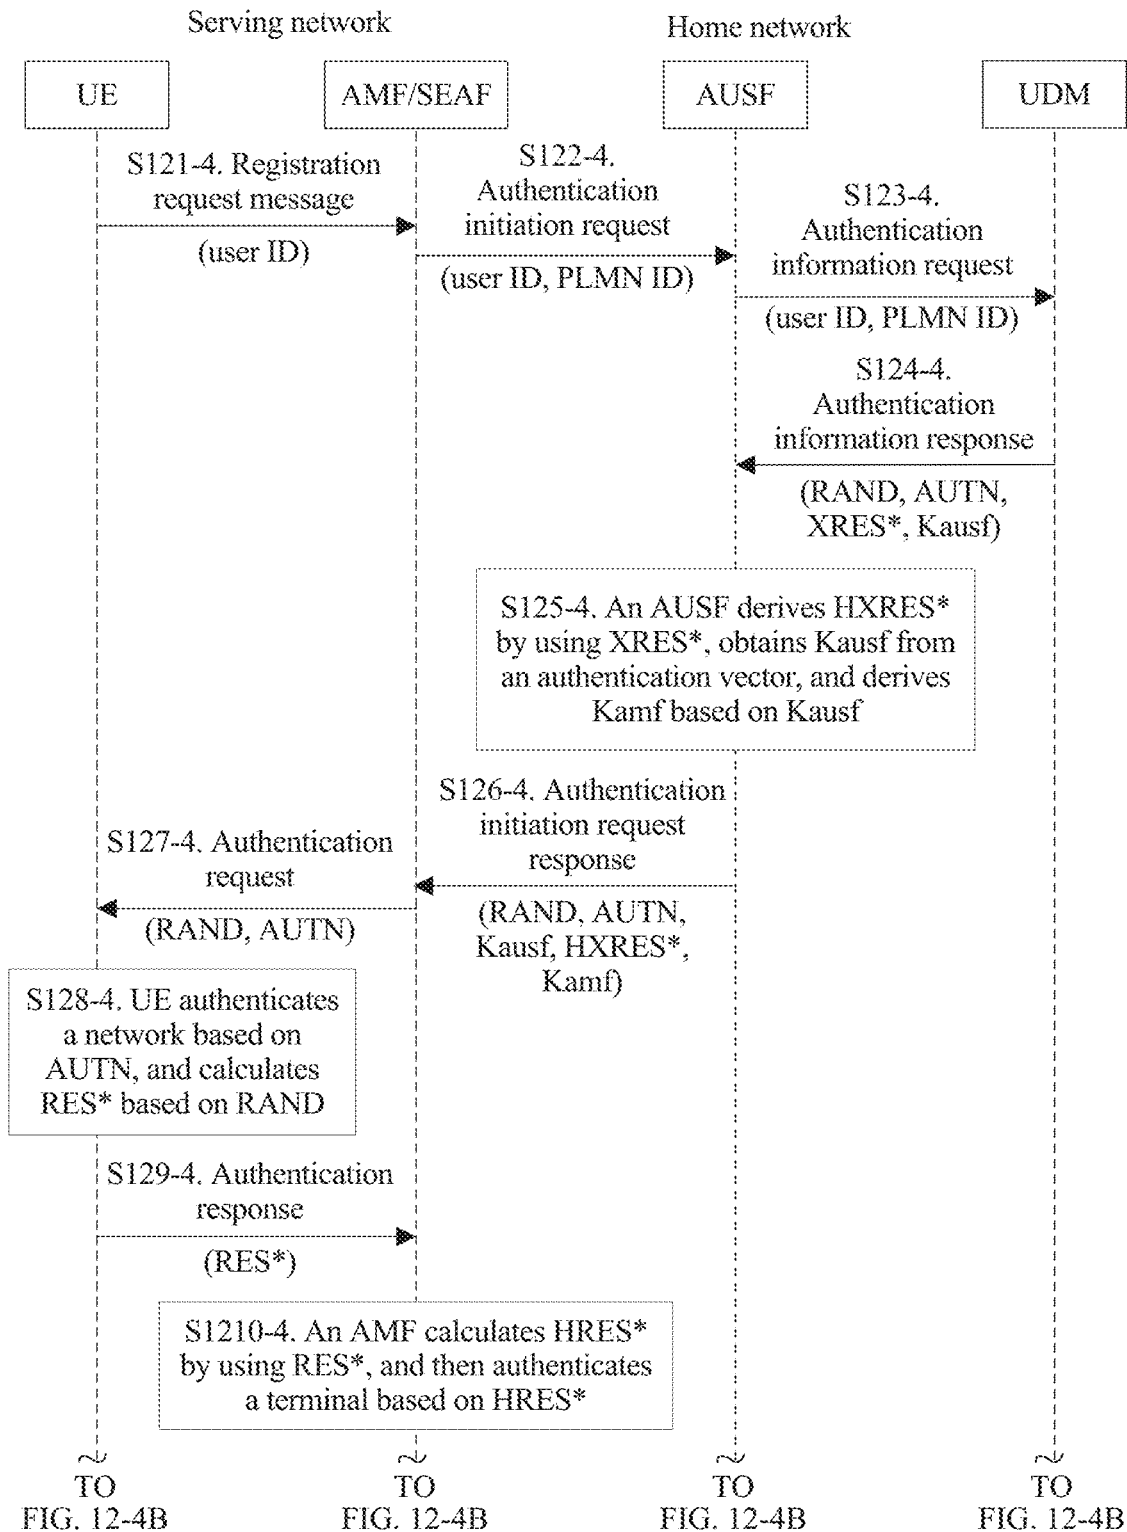 Serving network
Home network
UE
AMF/SEAF
AUSF
UDM
S121-4. Registration
request message
(user ID)
S122-4.
Authentication
initiation request
(user ID, PLMN ID)
S123-4.
Authentication
information request
(user ID, PLMN ID)
S124-4.
Authentication
information response
(RAND, AUTN,
XRES*, Kausf)
S125-4. An AUSF derives HXRES*
by using XRES*, obtains Kausf from
an authentication vector, and derives
Kamf based on Kausf
S126-4. Authentication
initiation request
response
(RAND, AUTN,
Kausf, HXRES*,
Kamf)
S127-4. Authentication
request
(RAND, AUTN)
S128-4. UE authenticates
a network based on
AUTN, and calculates
RES* based on RAND
S129-4. Authentication
response
(RES*)
S1210-4. An AMF calculates HRES*
by using RES*, and then authenticates
a terminal based on HRES*
TO
FIG. 12-4B
TO
FIG. 12-4B
TO
FIG. 12-4B
TO
FIG. 12-4B